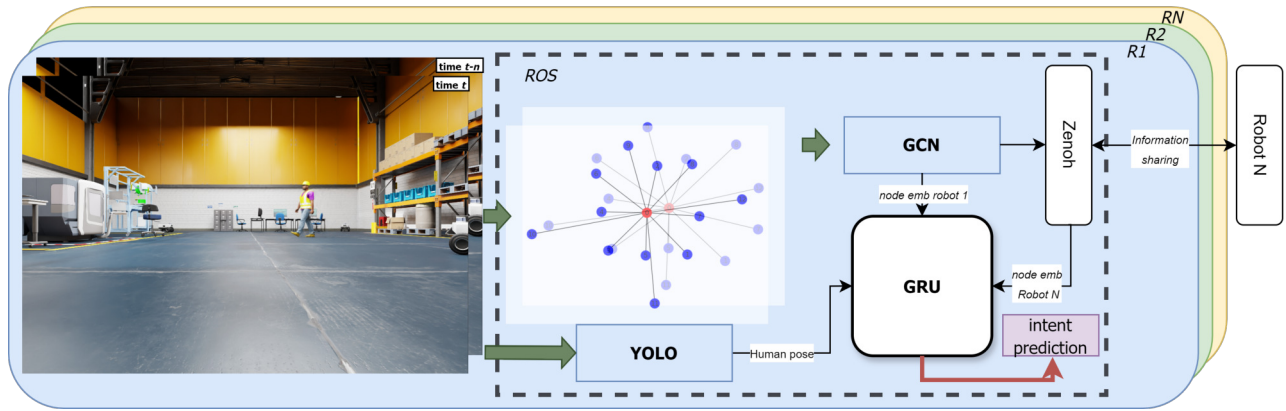 RN
R2
R1
time t-n
time t
ROS
GCN
Zenoh
Information
sharing
Robot N
node emb robot 1
GRU
node emb
Robot N
YOLO
Human pose
intent
prediction